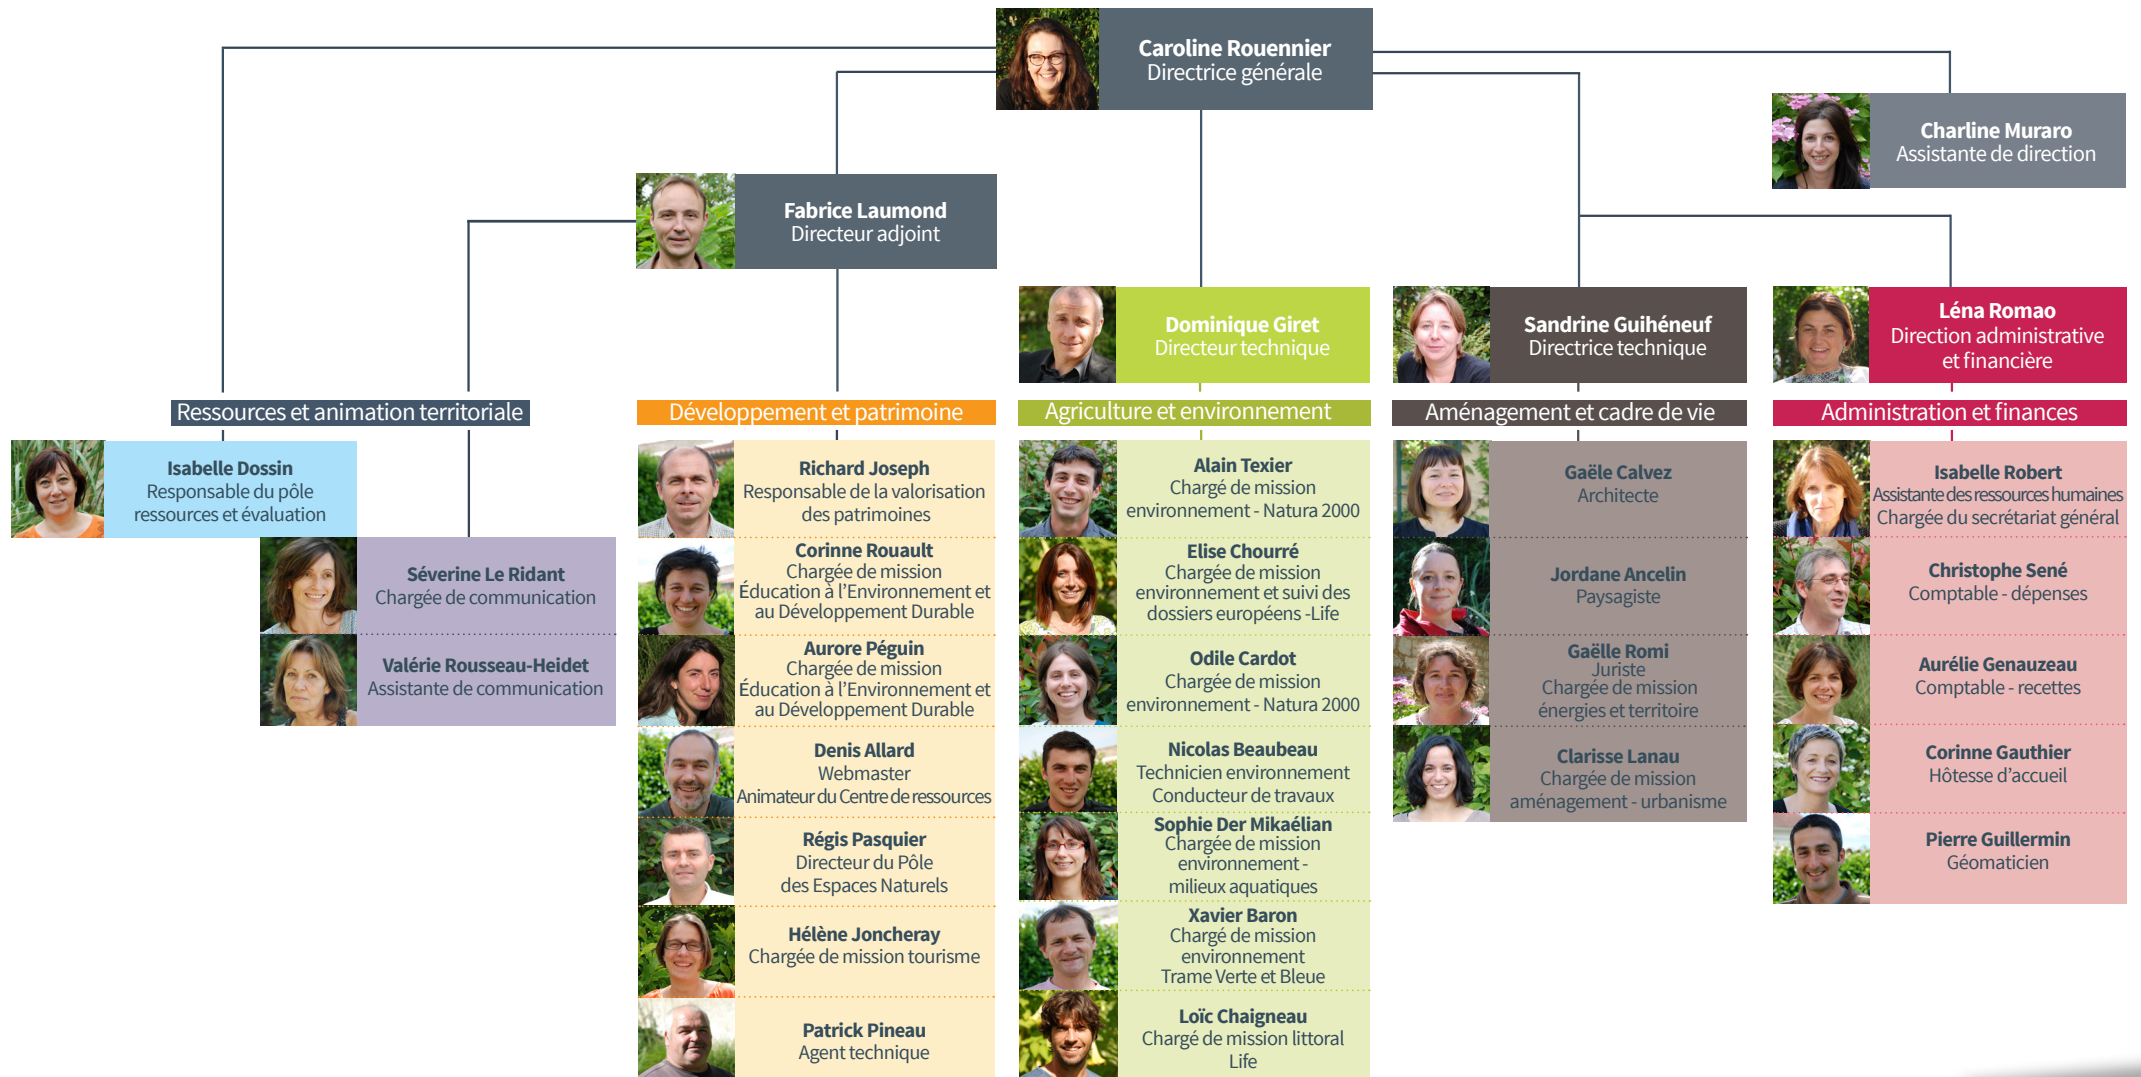 Caroline Rouennier
Directrice générale
Charline Muraro
Assistante de direction
Fabrice Laumond
Directeur adjoint
Dominique Giret
Directeur technique
Sandrine Guihéneuf
Directrice technique
Léna Romao
Direction administrative
et financière
Ressources et animation territoriale
Isabelle Dossin
Responsable du pôle
ressources et évaluation
Séverine Le Ridant
Chargée de communication
Valérie Rousseau-Heidet
Assistante de communication
Développement et patrimoine
Richard Joseph
Responsable de la valorisation
des patrimoines
Corinne Rouault
Chargée de mission
Éducation à l'Environnement et
au Développement Durable
Aurore Péguin
Chargée de mission
Éducation à l'Environnement et
au Développement Durable
Denis Allard
Webmaster
Animateur du Centre de ressources
Régis Pasquier
Directeur du Pôle
des Espaces Naturels
Hélène Joncheray
Chargée de mission tourisme
Patrick Pineau
Agent technique
Agriculture et environnement
Alain Texier
Chargé de mission
environnement - Natura 2000
Elise Chourré
Chargée de mission
environnement et suivi des
dossiers européens -Life
Odile Cardot
Chargée de mission
environnement - Natura 2000
Nicolas Beaubeau
Technicien environnement
Conducteur de travaux
Sophie Der Mikaélian
Chargée de mission
environnement -
milieux aquatiques
Xavier Baron
Chargé de mission
environnement
Trame Verte et Bleue
Loïc Chaigneau
Chargé de mission littoral
Life
Aménagement et cadre de vie
Gaële Calvez
Architecte
Jordane Ancelin
Paysagiste
Gaëlle Romi
Juriste
Chargée de mission
énergies et territoire
Clarisse Lanau
Chargée de mission
aménagement - urbanisme
Administration et finances
Isabelle Robert
Assistante des ressources humaines
Chargée du secrétariat général
Christophe Sené
Comptable - dépenses
Aurélie Genauzeau
Comptable - recettes
Corinne Gauthier
Hôtesse d'accueil
Pierre Guillermin
Géomaticien